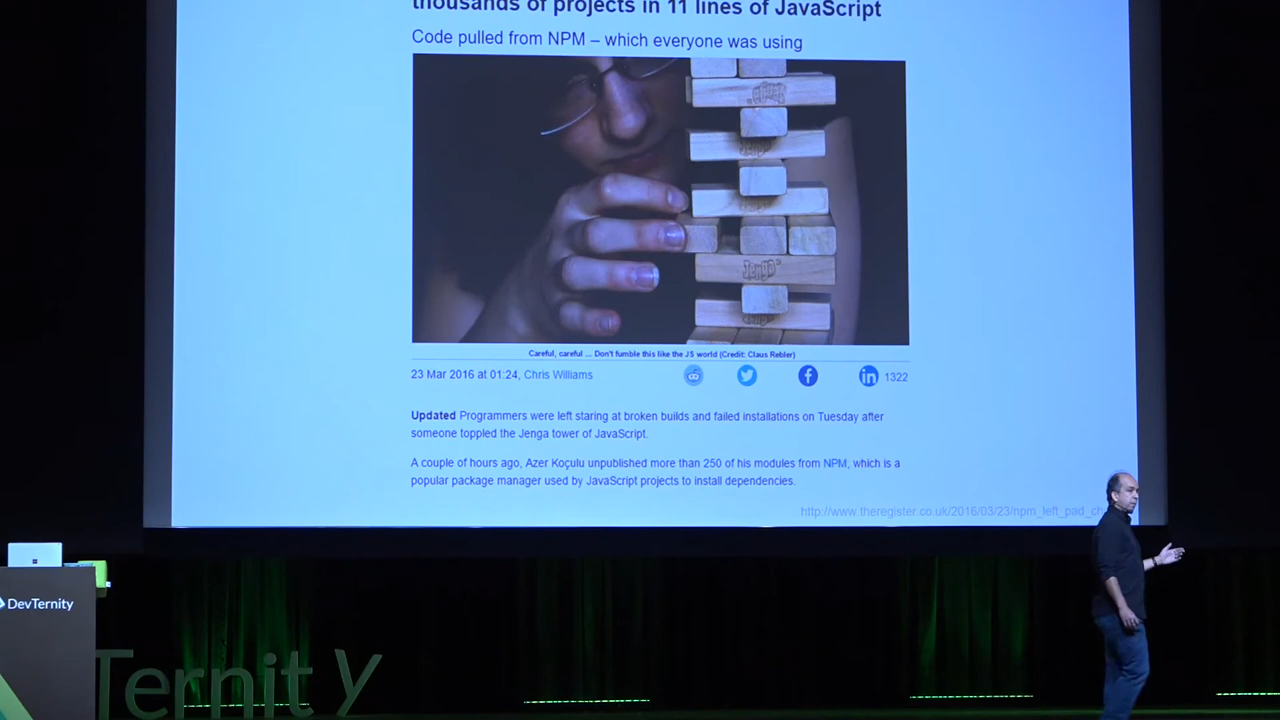 thousands of projects in 11 lines of JavaScript
Code pulled from NPM – which everyone was using
Jenga
Careful, careful ... Don't fumble this like the JS world (Credit: Claus Rebler)
23 Mar 2016 at 01:24, Chris Williams
1322
Updated Programmers were left staring at broken builds and failed installations on Tuesday after
someone toppled the Jenga tower of JavaScript.
A couple of hours ago, Azer Koçulu unpublished more than 250 of his modules from NPM, which is a
popular package manager used by JavaScript projects to install dependencies.
http://www.theregister.co.uk/2016/03/23/npm_left_pad_ch
DevTernity
Ternity